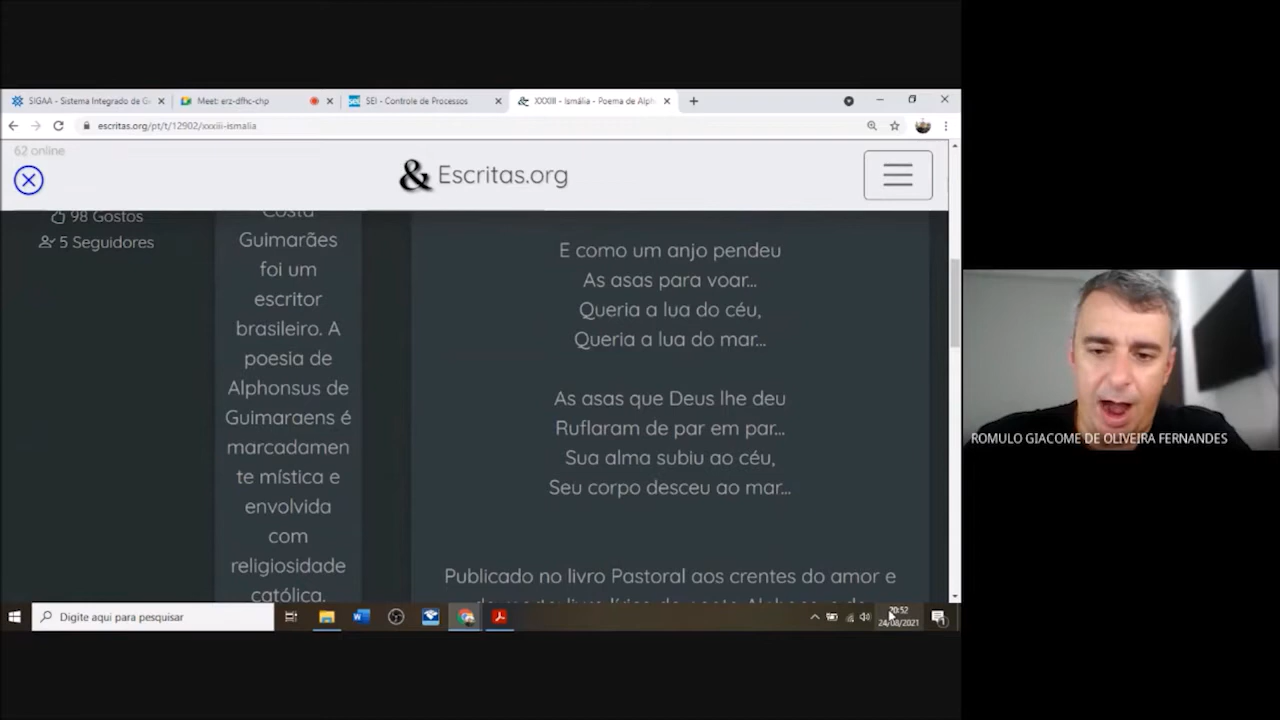 SIGAA - Sistema Integrado de G
Meet: erz-dfhc-chp
SEI - Controle de Processos
XXXIII - Ismália - Poema de Alph
escritas.org/pt/t/12902/xxxiii-ismalia
62 online
& Escritas.org
98 Gostos
5 Seguidores
Costa
Guimarães
foi um
escritor
brasileiro. A
poesia de
Alphonsus de
Guimaraens é
marcadamen
te mística e
envolvida
com
religiosidade
católica.
E como um anjo pendeu
As asas para voar...
Queria a lua do céu,
Queria a lua do mar...
As asas que Deus lhe deu
Ruflaram de par em par...
Sua alma subiu ao céu,
Seu corpo desceu ao mar...
Publicado no livro Pastoral aos crentes do amor e
ROMULO GIACOME DE OLIVEIRA FERNANDES
Digite aqui para pesquisar
20:52
24/08/2021